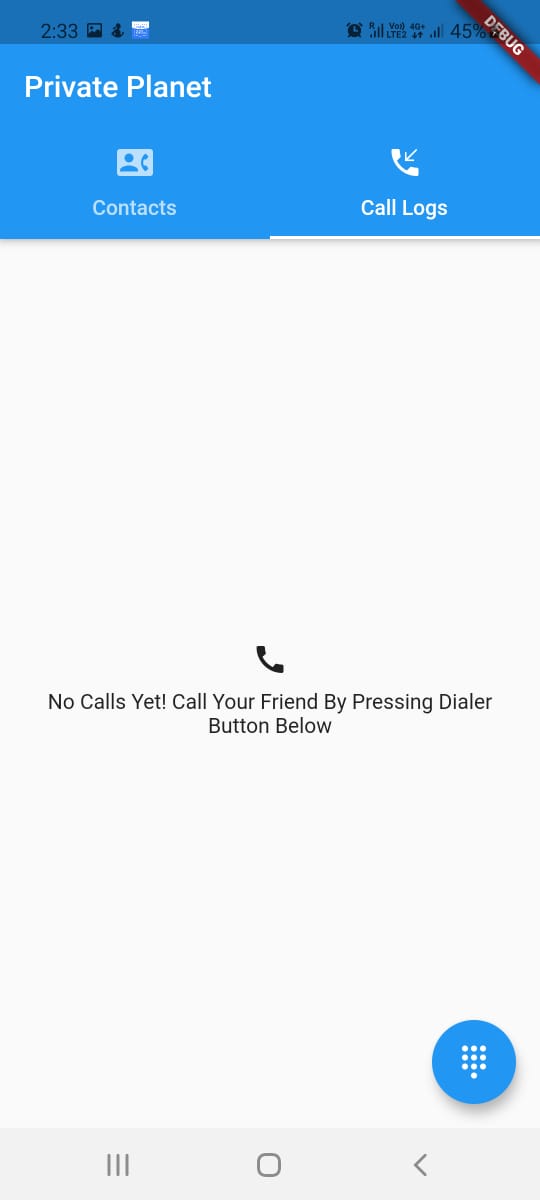 2:33
R Vo)) 4G+ 45%
LTE2
DEBUG
Private Planet
Contacts
Call Logs
No Calls Yet! Call Your Friend By Pressing Dialer
Button Below